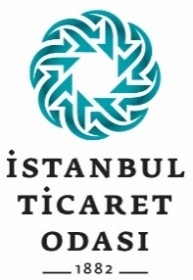 İSTANBUL
TİCARET
ODASI
1882